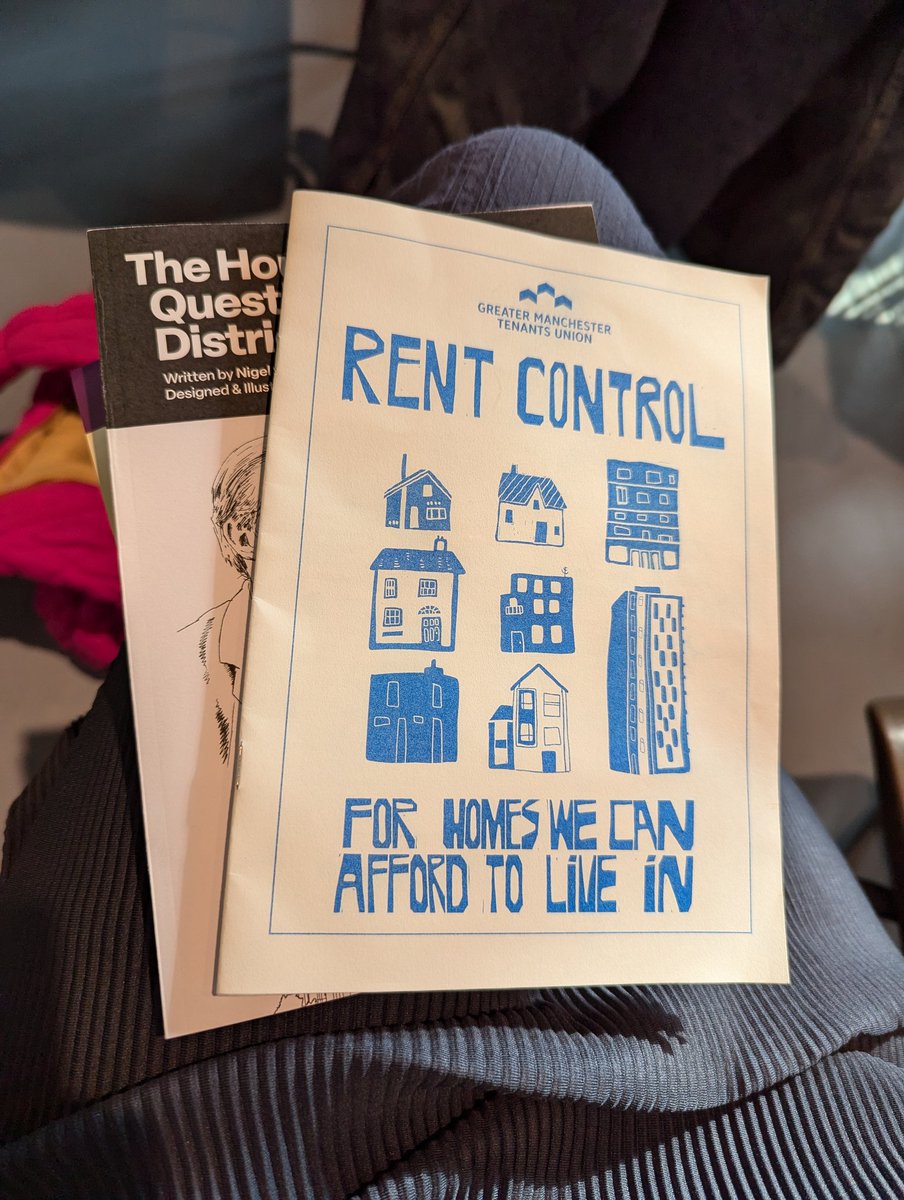 The Hou
Quest
Distri
Written by Nigel
Designed & Illust
GREATER MANCHESTER
TENANTS UNION
RENT CONTROL
FOR HOMES WE CAN
AFFORD TO LIVE IN